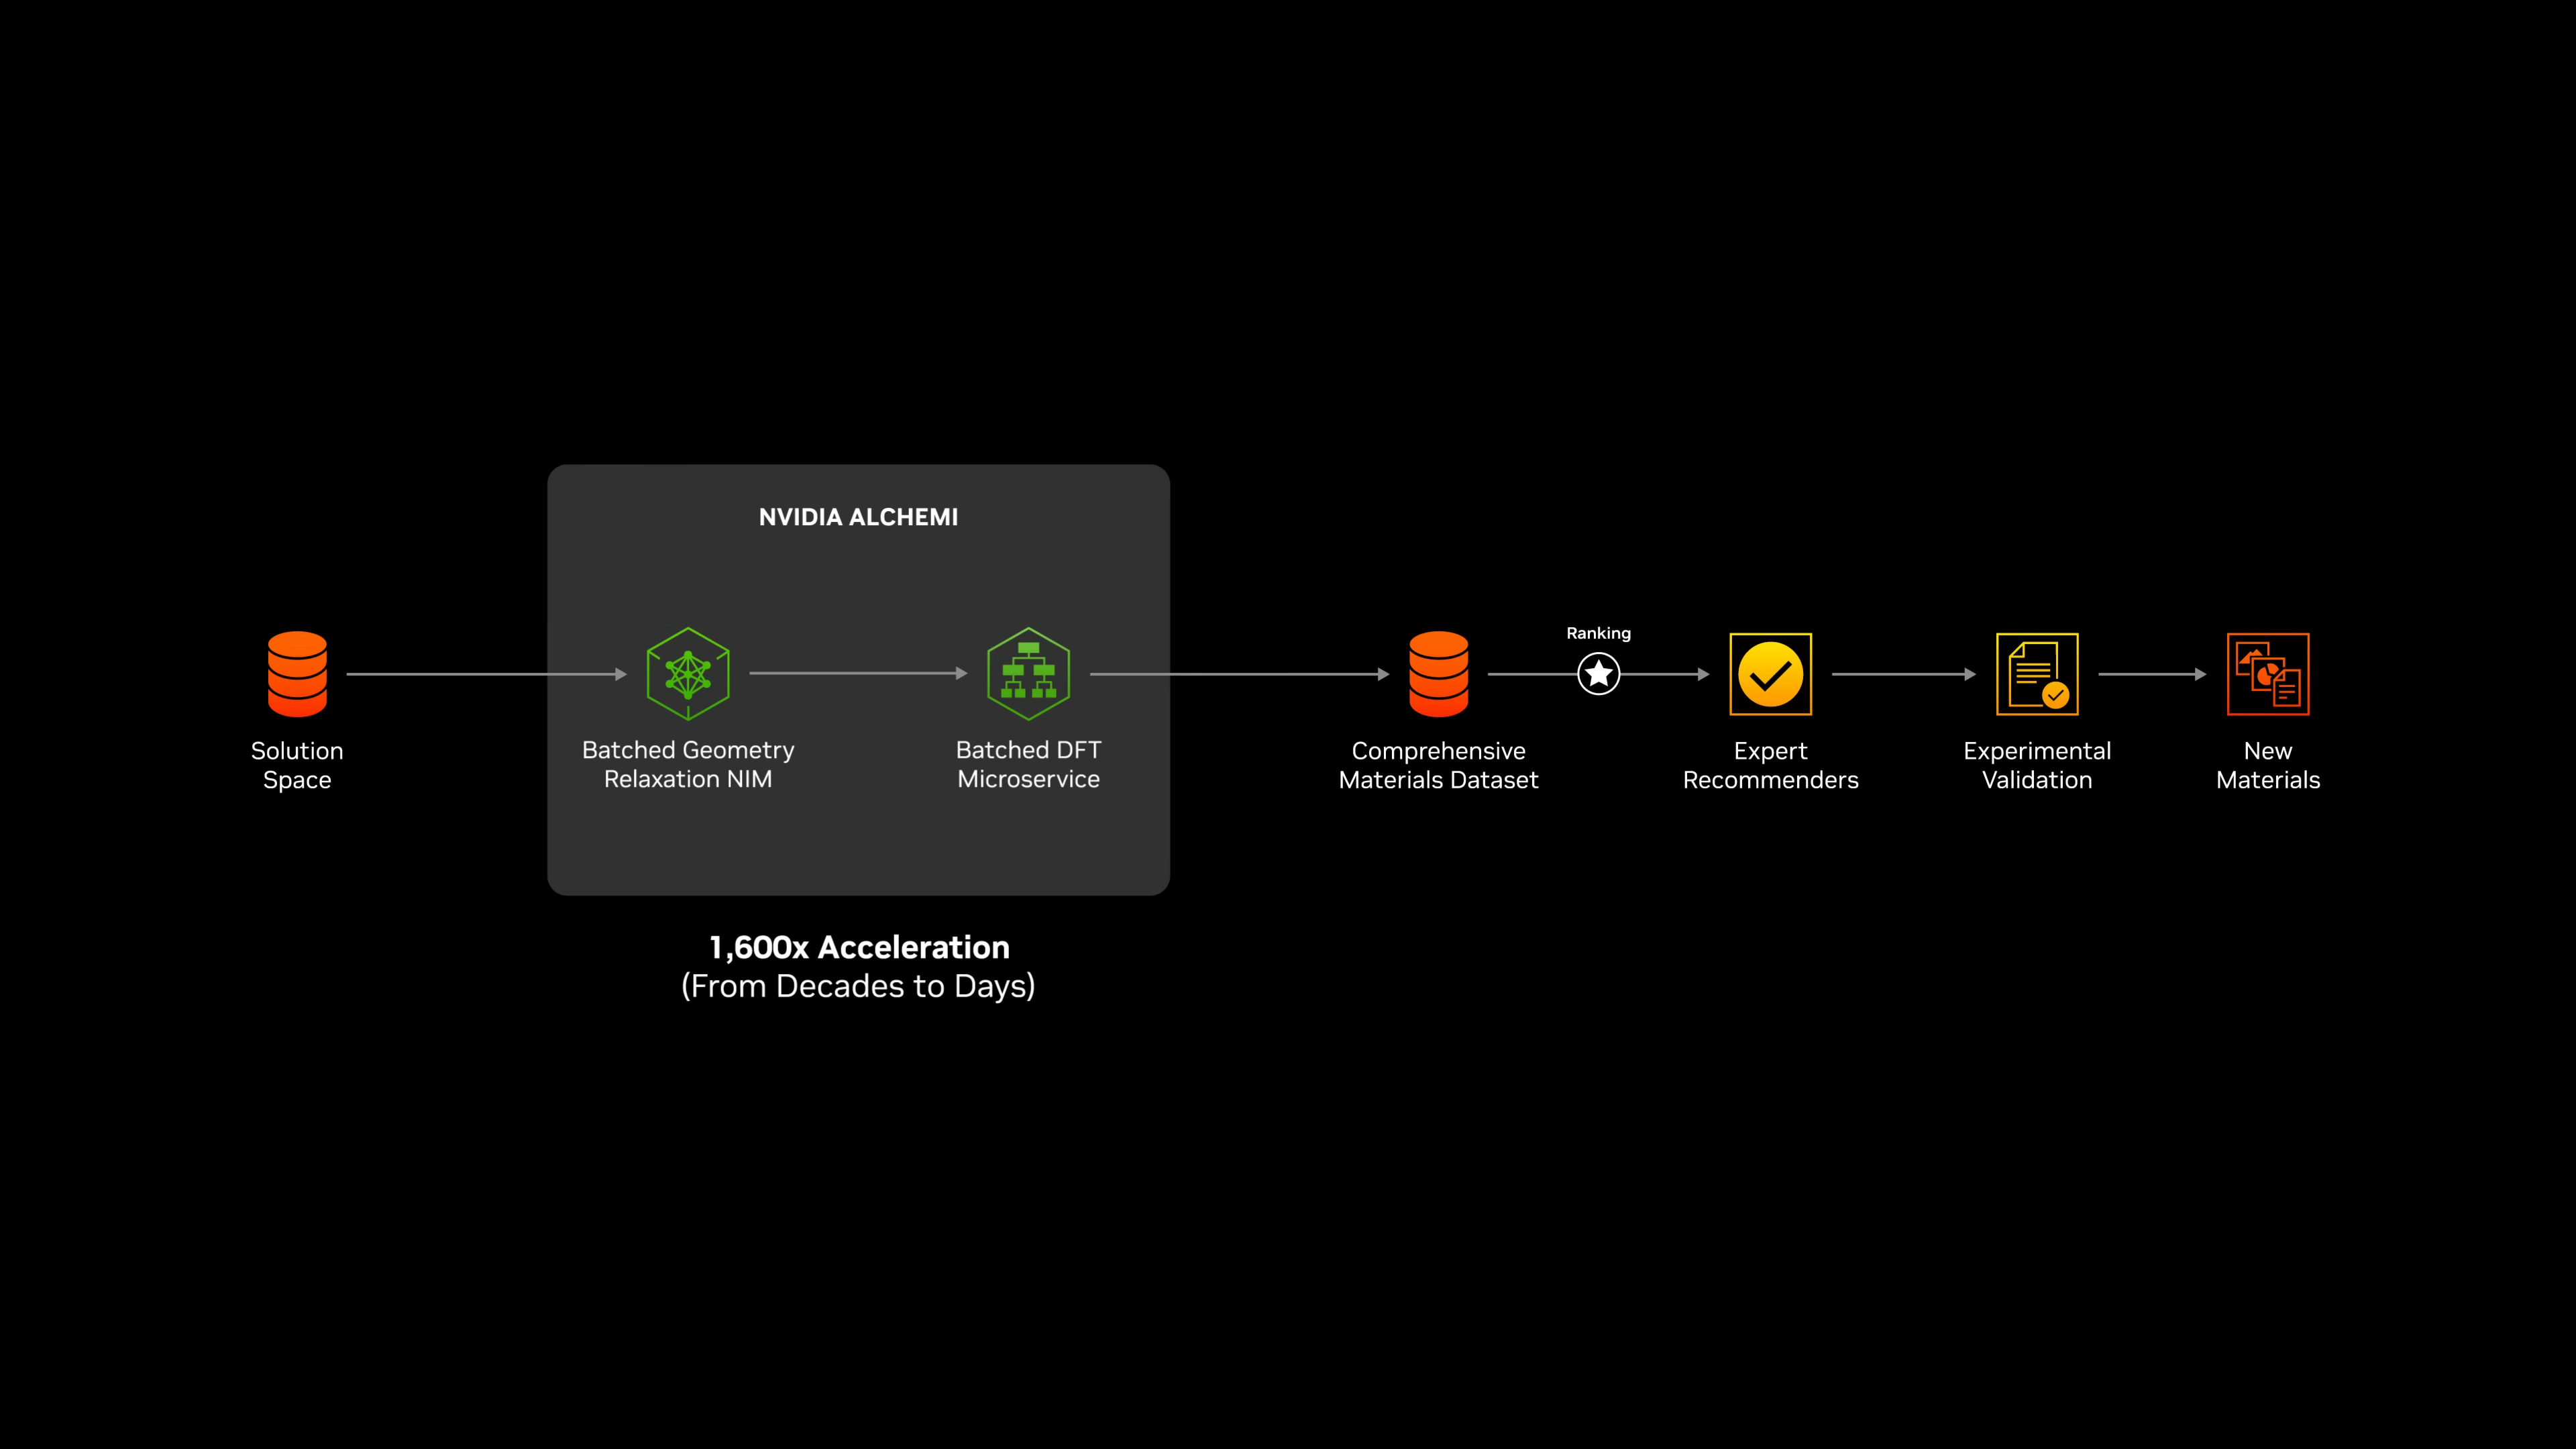 NVIDIA ALCHEMI
Solution
Space
Batched Geometry
Relaxation NIM
Batched DFT
Microservice
Comprehensive
Materials Dataset
Ranking
Expert
Recommenders
Experimental
Validation
New
Materials
1,600x Acceleration
(From Decades to Days)